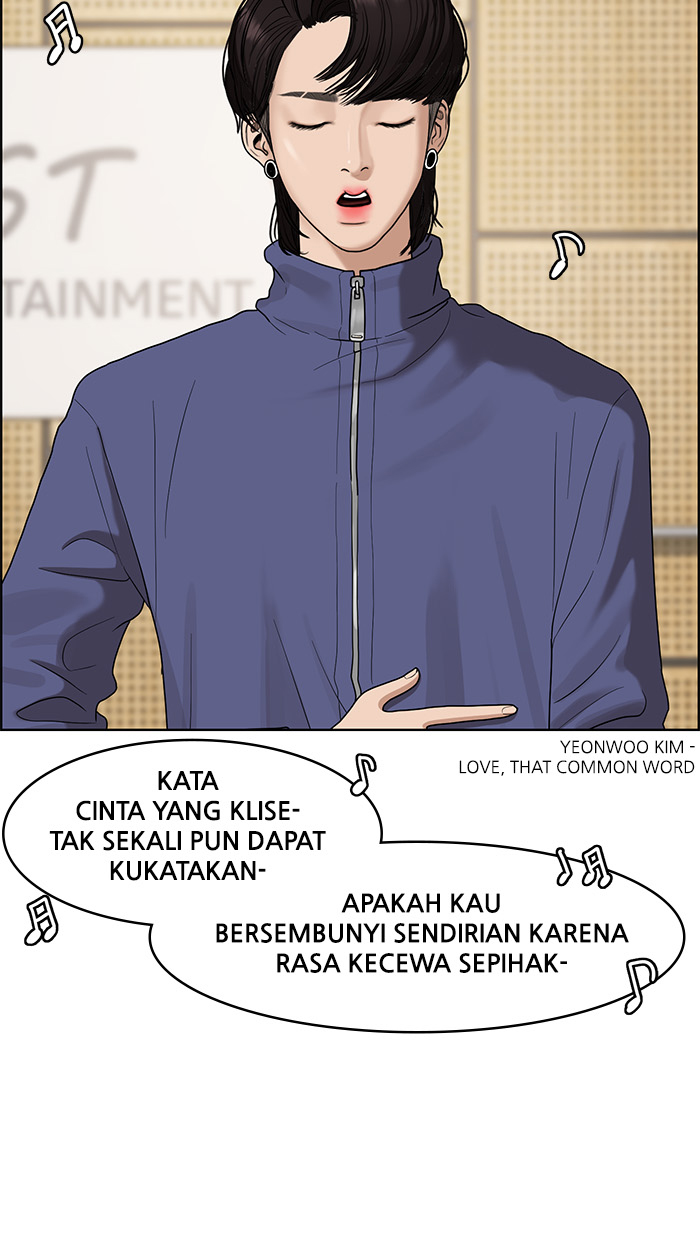 ST
TAINMENT
YEONWOO KIM -
LOVE, THAT COMMON WORD
KATA
CINTA YANG KLISE-
TAK SEKALI PUN DAPAT
KUKATAKAN-
APAKAH KAU
BERSEMBUNYI SENDIRIAN KARENA
RASA KECEWA SEPIHAK-